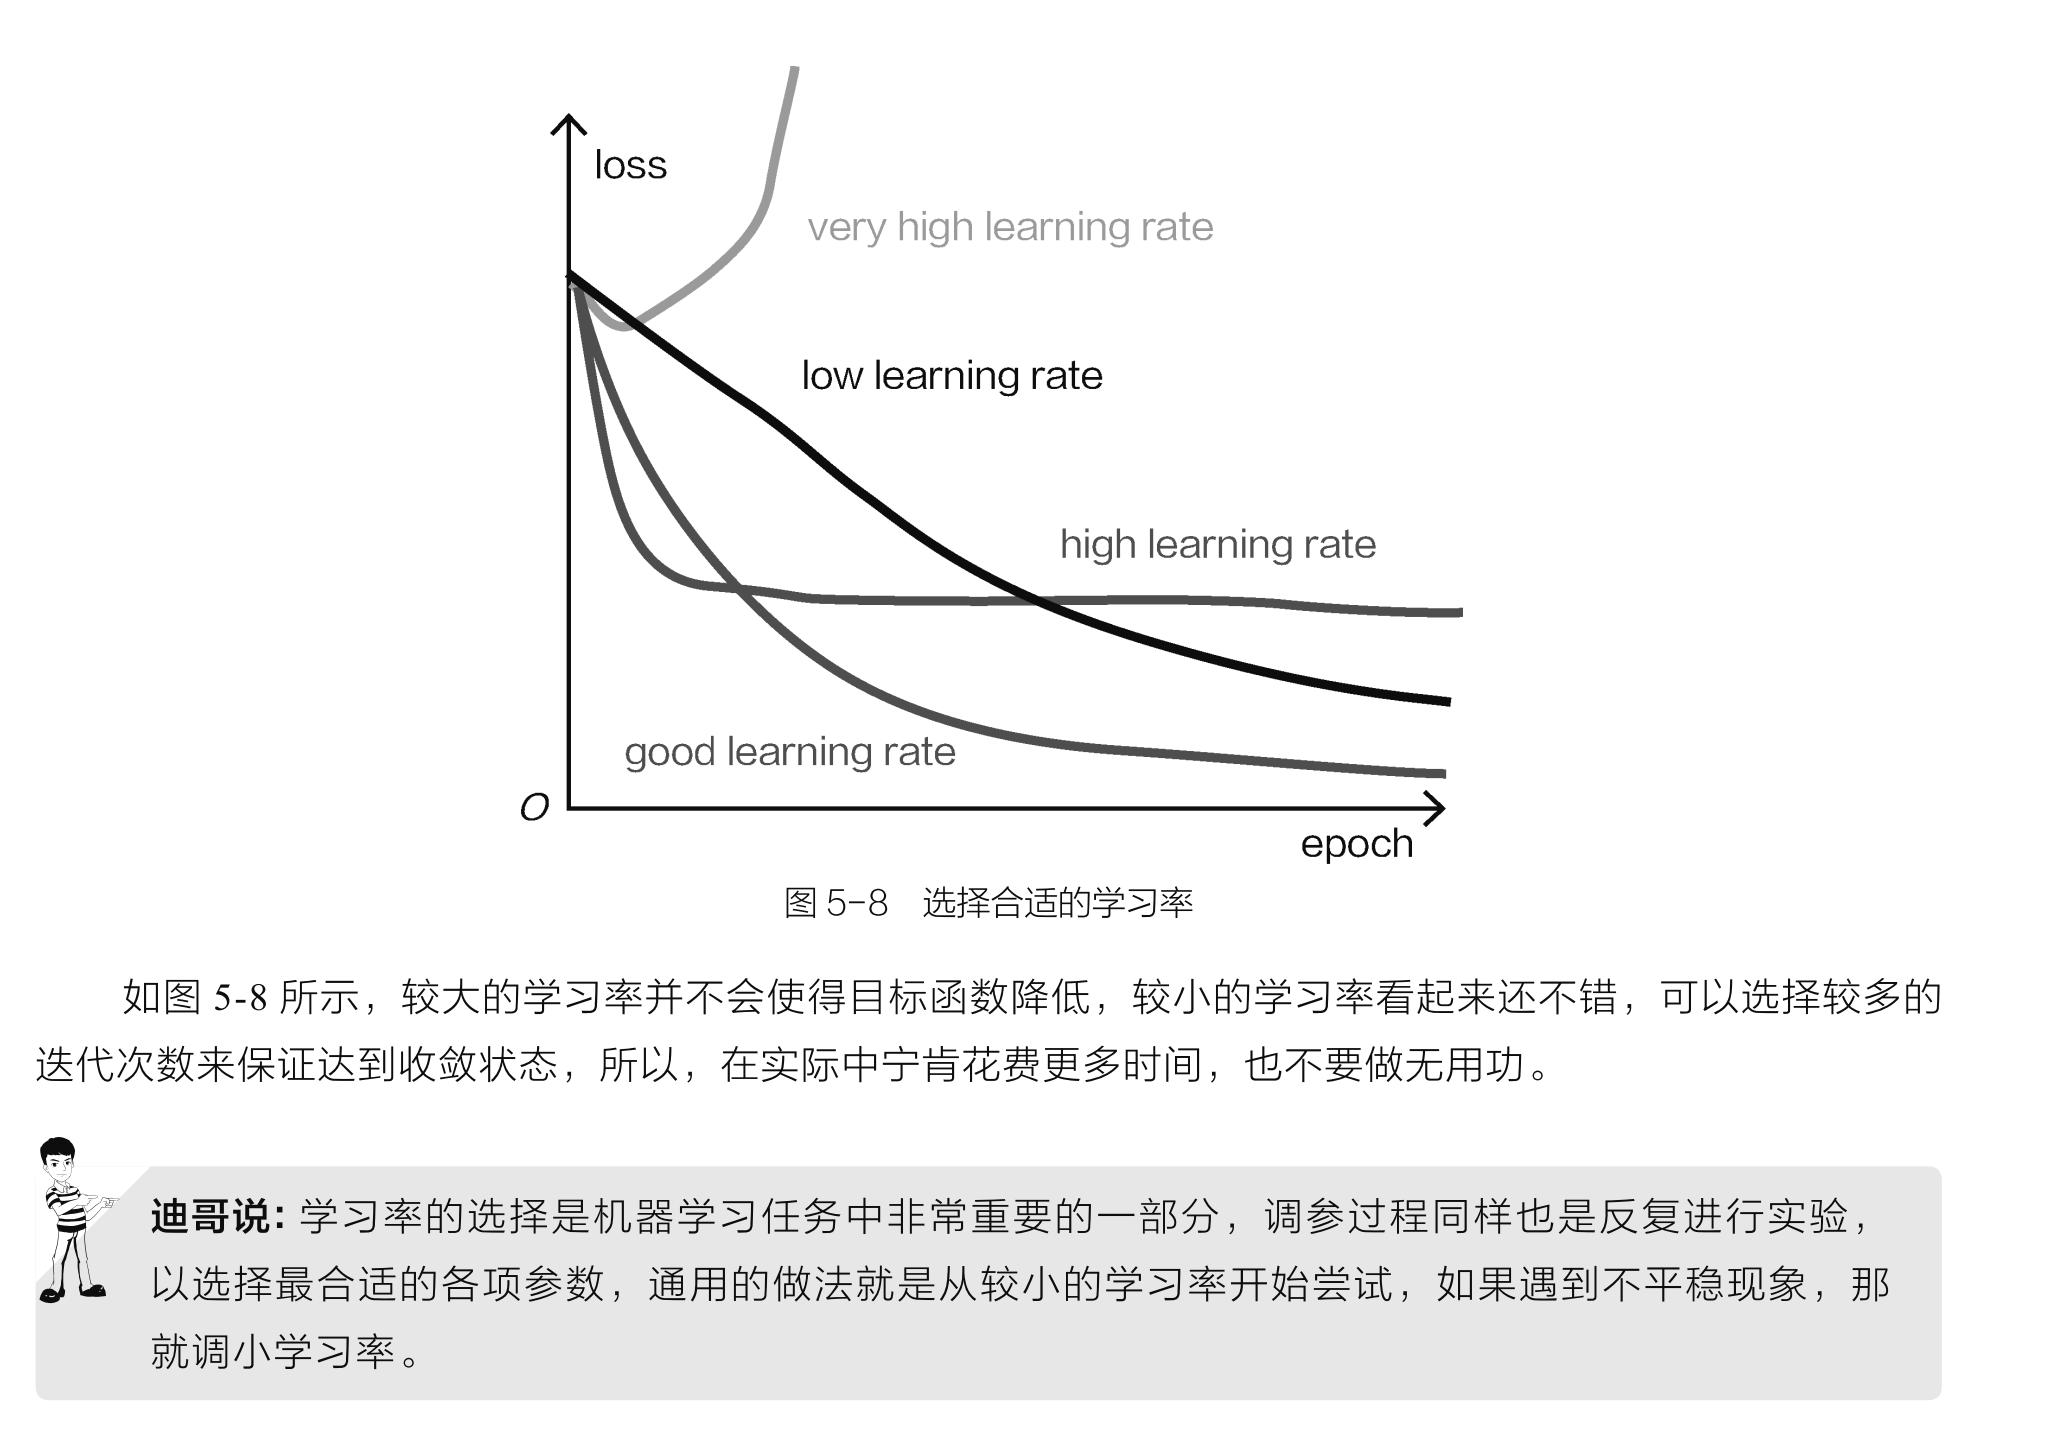 loss
very high learning rate
low learning rate
high learning rate
good learning rate
O
epoch
图 5-8 选择合适的学习率
如图 5-8 所示，较大的学习率并不会使得目标函数降低，较小的学习率看起来还不错，可以选择较多的
迭代次数来保证达到收敛状态，所以，在实际中宁肯花费更多时间，也不要做无用功。
迪哥说：学习率的选择是机器学习任务中非常重要的一部分，调参过程同样也是反复进行实验，
以选择最合适的各项参数，通用的做法就是从较小的学习率开始尝试，如果遇到不平稳现象，那
就调小学习率。